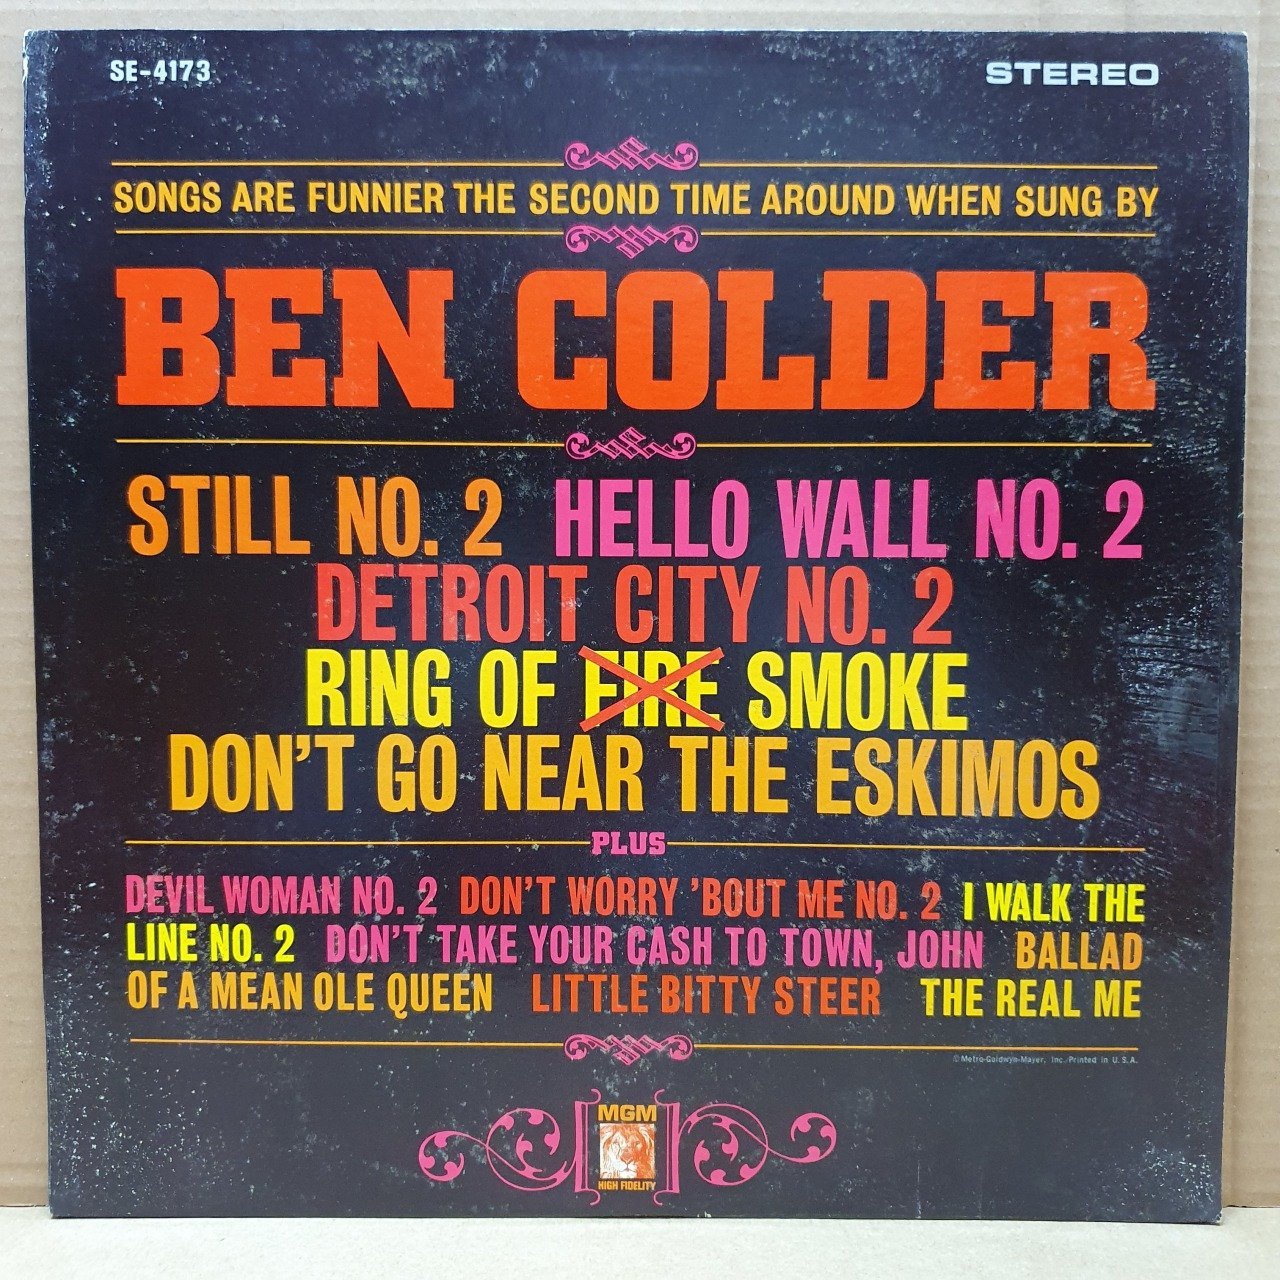 SE-4173 STEREO
SONGS ARE FUNNIER THE SECOND TIME AROUND WHEN SUNG BY
BEN COLDER
STILL NO. 2 HELLO WALL NO. 2
DETROIT CITY NO. 2
RING OF FIRE SMOKE
DON'T GO NEAR THE ESKIMOS
PLUS
DEVIL WOMAN NO. 2 DON'T WORRY 'BOUT ME NO. 2 I WALK THE
LINE NO. 2 DON'T TAKE YOUR CASH TO TOWN, JOHN BALLAD
OF A MEAN OLE QUEEN LITTLE BITTY STEER THE REAL ME
©Metro-Goldwyn-Mayer, Inc./Printed in U.S.A.
MGM
HIGH FIDELITY